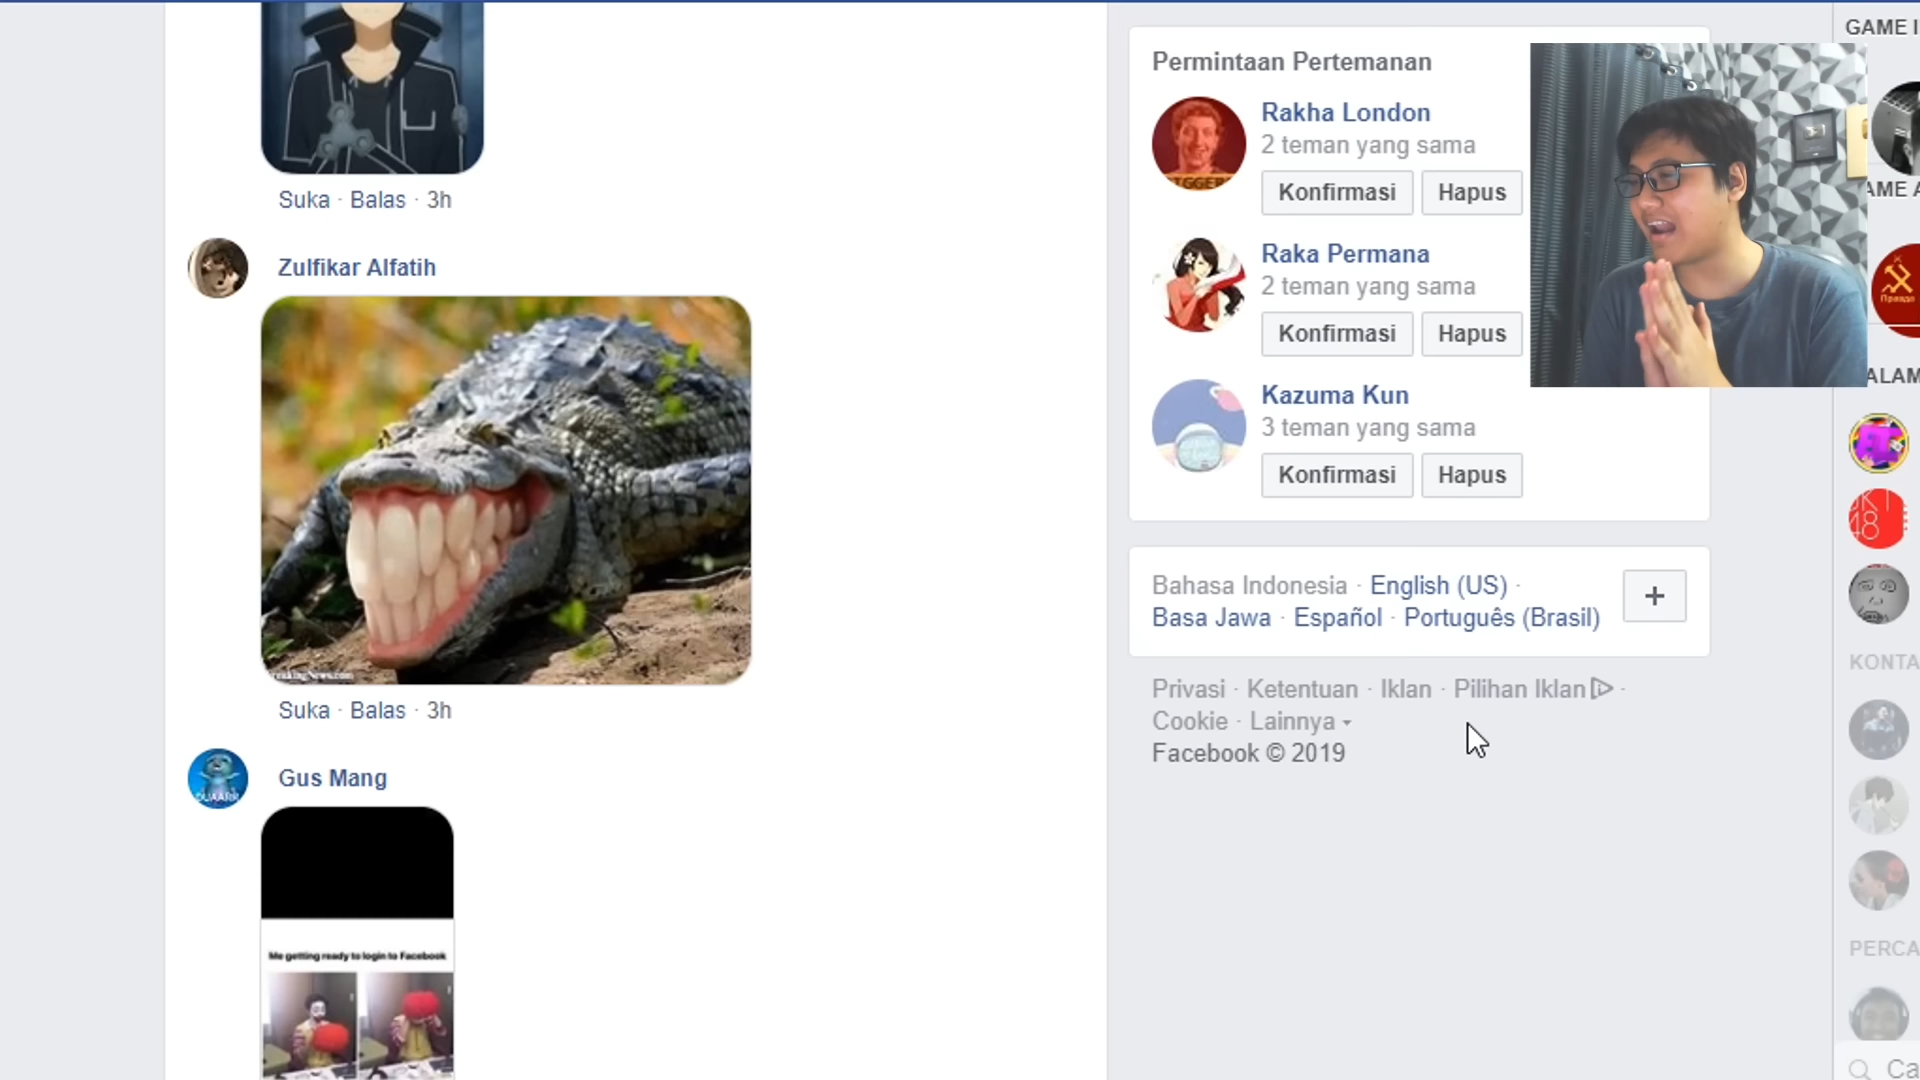 Suka · Balas · 3h
Zulfikar Alfatih
Suka · Balas · 3h
Gus Mang
Me getting ready to login to Facebook
Permintaan Pertemanan
Rakha London
2 teman yang sama
Konfirmasi
Hapus
Raka Permana
2 teman yang sama
Konfirmasi
Hapus
Kazuma Kun
3 teman yang sama
Konfirmasi
Hapus
Bahasa Indonesia · English (US) ·
Basa Jawa · Español · Português (Brasil)
+
Privasi · Ketentuan · Iklan · Pilihan Iklan ·
Cookie · Lainnya
Facebook © 2019
GAME I
AME A
ALAM
KONTA
PERCA
Ca